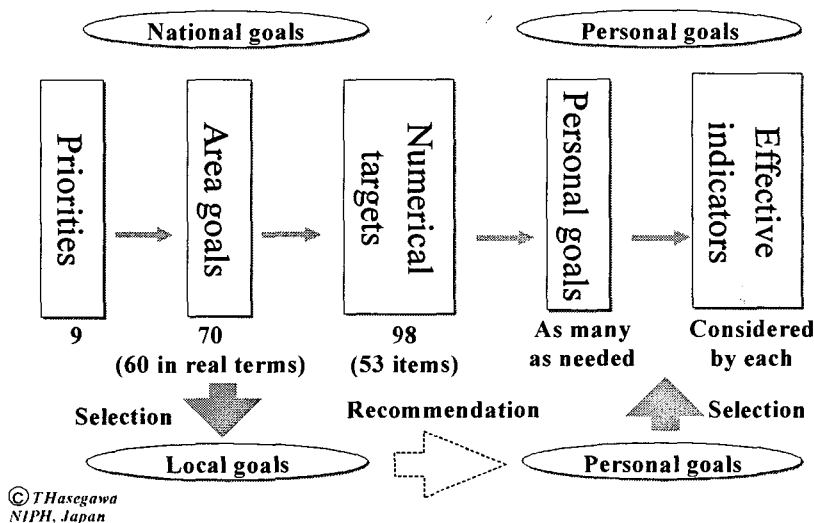 National goals
Personal goals
Priorities
Area goals
Numerical
targets
Personal goals
Effective
indicators
9
70
(60 in real terms)
98
(53 items)
As many
as needed
Considered
by each
Selection
Recommendation
Selection
Local goals
Personal goals
© THasegawa
NIPH, Japan